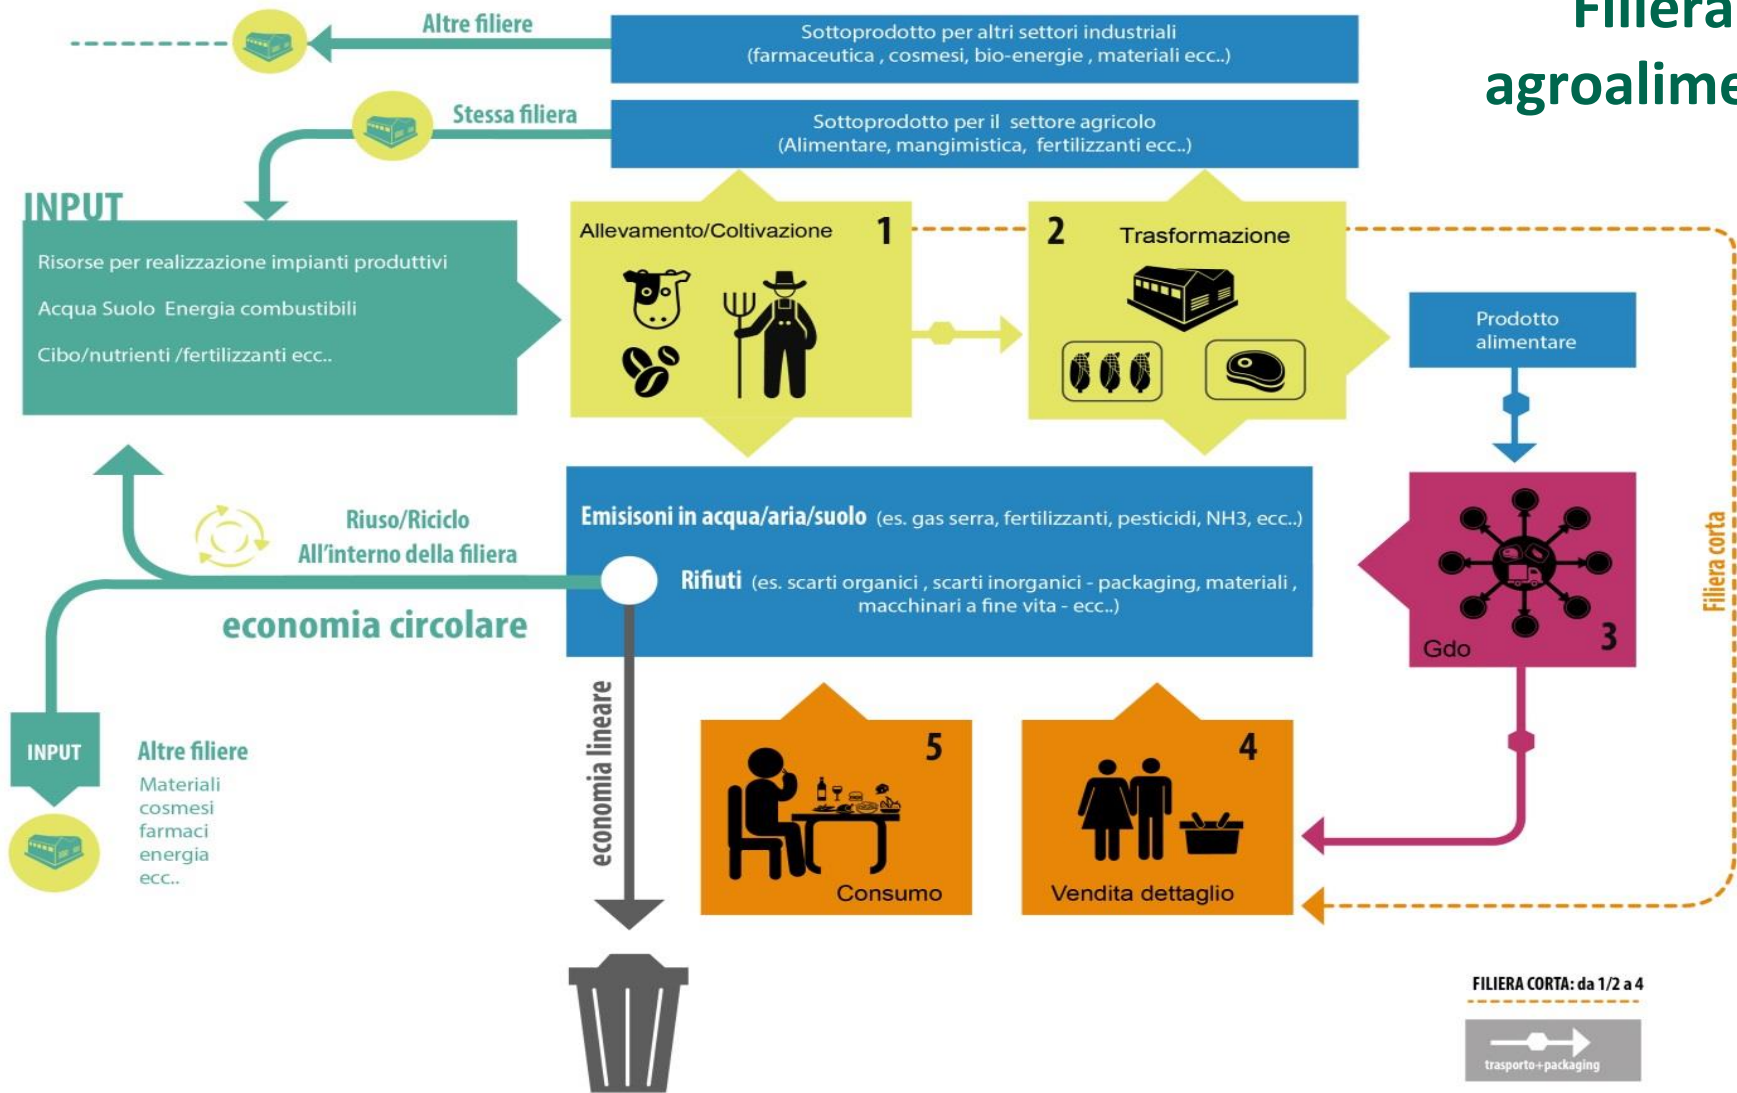 Filiera
agroalime
Altre filiere
Sottoprodotto per altri settori industriali
(farmaceutica , cosmesi, bio-energie , materiali ecc..)
Stessa filiera
Sottoprodotto per il settore agricolo
(Alimentare, mangimistica, fertilizzanti ecc..)
INPUT
Risorse per realizzazione impianti produttivi
Acqua Suolo Energia combustibili
Cibo/nutrienti /fertilizzanti ecc..
Allevamento/Coltivazione
1
2
Trasformazione
Prodotto
alimentare
Riuso/Riciclo
All'interno della filiera
economia circolare
Emisisoni in acqua/aria/suolo (es. gas serra, fertilizzanti, pesticidi, NH3, ecc..)
Rifiuti (es. scarti organici , scarti inorganici - packaging, materiali ,
macchinari a fine vita - ecc..)
Gdo
3
Filiera corta
INPUT
Altre filiere
Materiali
cosmesi
farmaci
energia
ecc..
economia lineare
5
Consumo
4
Vendita dettaglio
FILIERA CORTA: da 1/2 a 4
trasporto+packaging